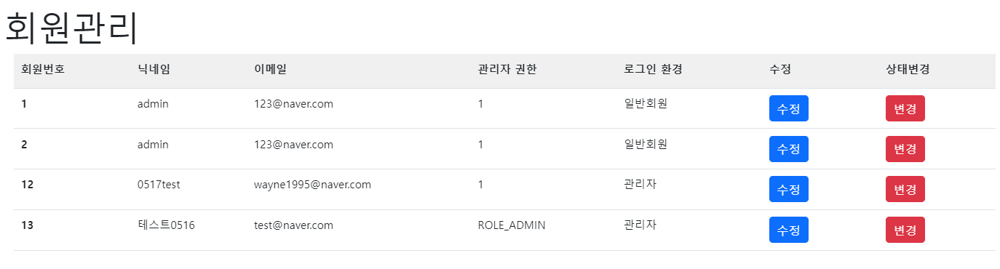 회원관리
회원번호 닉네임 이메일 관리자 권한 로그인 환경 수정 상태변경
1 admin 123@naver.com 1 일반회원 수정 변경
2 admin 123@naver.com 1 일반회원 수정 변경
12 0517test wayne1995@naver.com 1 관리자 수정 변경
13 테스트0516 test@naver.com ROLE_ADMIN 관리자 수정 변경